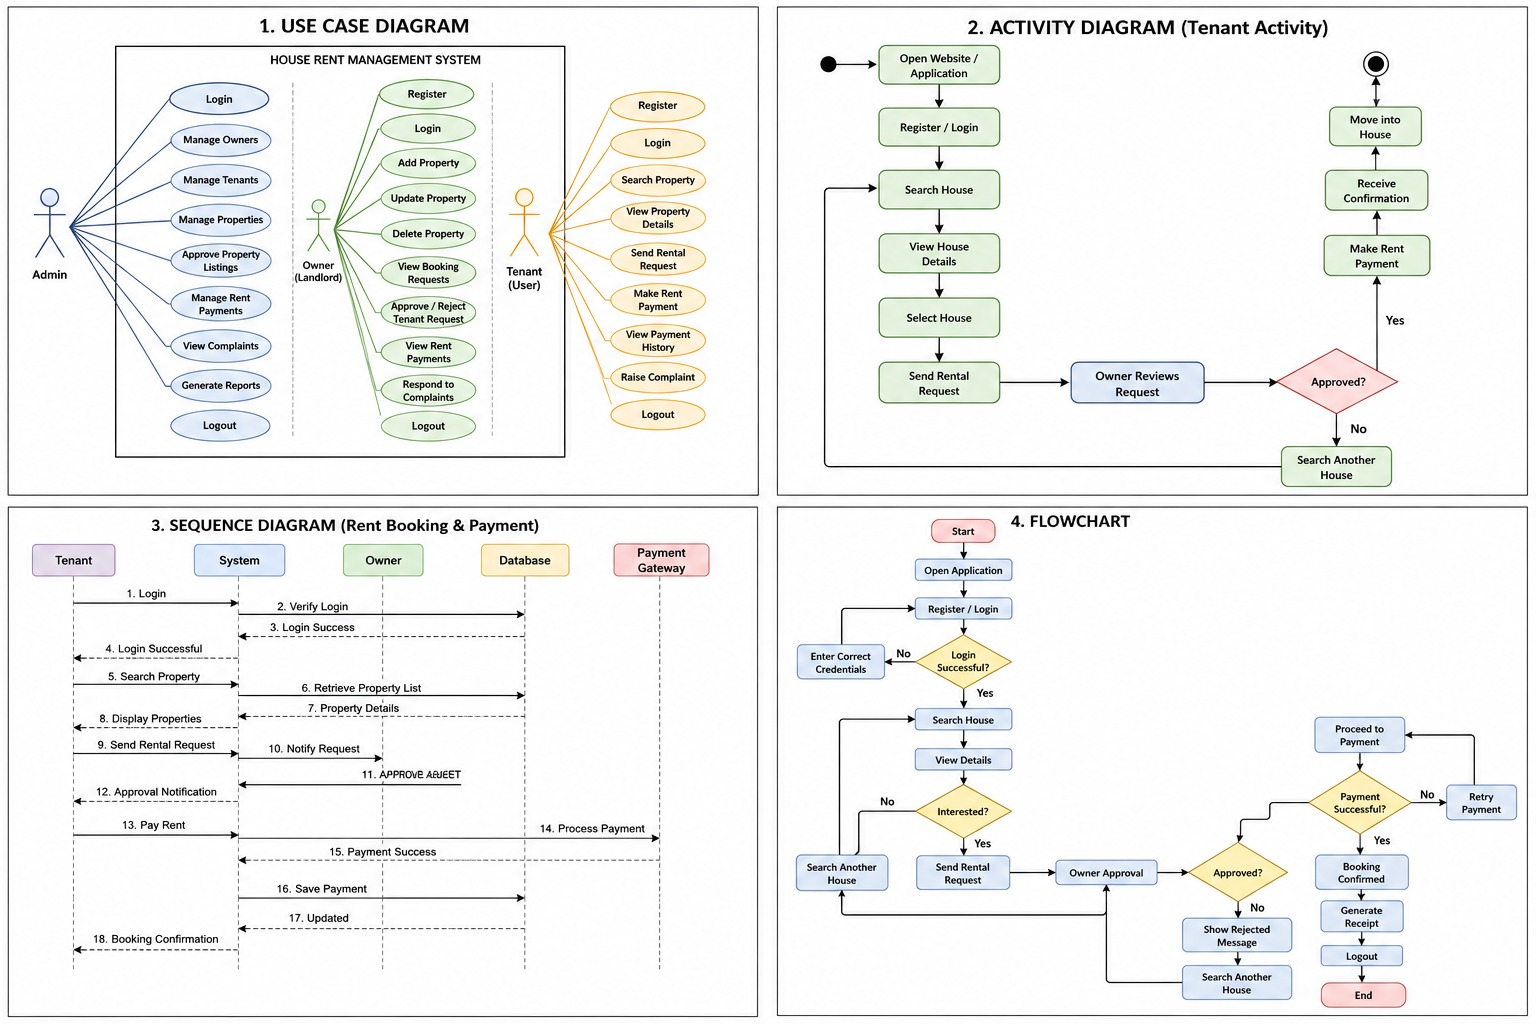 1. USE CASE DIAGRAM
HOUSE RENT MANAGEMENT SYSTEM
Admin
Login
Manage Owners
Manage Tenants
Manage Properties
Approve Property
Listings
Manage Rent
Payments
View Complaints
Generate Reports
Logout
Owner
(Landlord)
Register
Login
Add Property
Update Property
Delete Property
View Booking
Requests
Approve / Reject
Tenant Request
View Rent
Payments
Respond to
Complaints
Logout
Tenant
(User)
Register
Login
Search Property
View Property
Details
Send Rental
Request
Make Rent
Payment
View Payment
History
Raise Complaint
Logout
2. ACTIVITY DIAGRAM (Tenant Activity)
Open Website /
Application
Register / Login
Search House
View House
Details
Select House
Send Rental
Request
Owner Reviews
Request
Approved?
Yes
No
Make Rent
Payment
Receive
Confirmation
Move into
House
Search Another
House
3. SEQUENCE DIAGRAM (Rent Booking & Payment)
Tenant
System
Owner
Database
Payment
Gateway
1. Login
2. Verify Login
3. Login Success
4. Login Successful
5. Search Property
6. Retrieve Property List
7. Property Details
8. Display Properties
9. Send Rental Request
10. Notify Request
11. APPROVE
12. Approval Notification
13. Pay Rent
14. Process Payment
15. Payment Success
16. Save Payment
17. Updated
18. Booking Confirmation
4. FLOWCHART
Start
Open Application
Register / Login
Login
Successful?
No
Enter Correct
Credentials
Yes
Search House
View Details
Interested?
No
Search Another
House
Yes
Send Rental
Request
Owner Approval
Approved?
No
Show Rejected
Message
Search Another
House
Proceed to
Payment
Payment
Successful?
No
Retry
Payment
Yes
Booking
Confirmed
Generate
Receipt
Logout
End